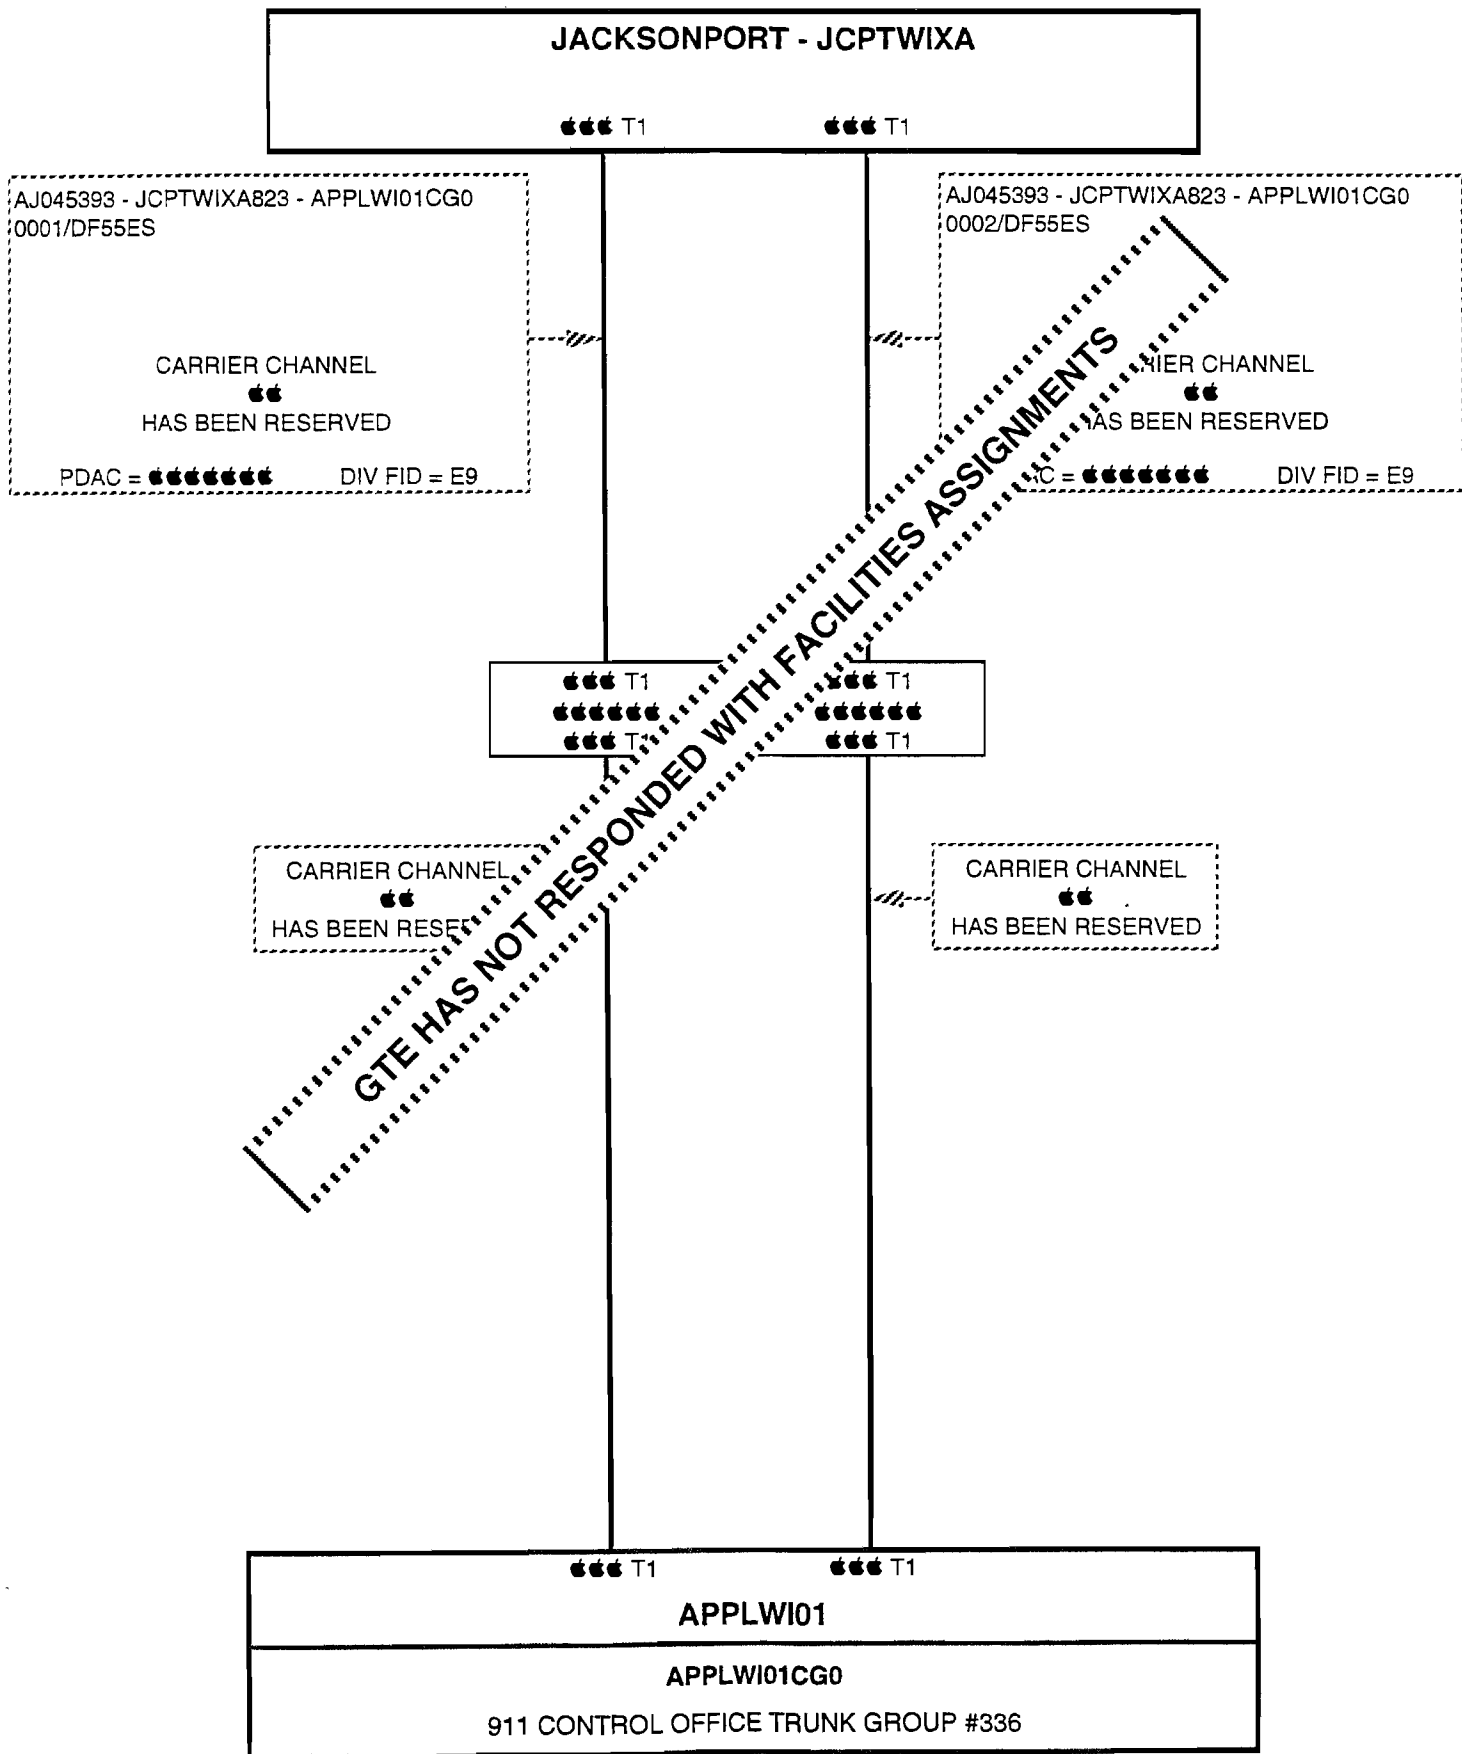 JACKSONPORT - JCPTWIXA
T1 T1
AJ045393 - JCPTWIXA823 - APPLWI01CG0
0001/DF55ES
CARRIER CHANNEL
HAS BEEN RESERVED
PDAC = DIV FID = E9
AJ045393 - JCPTWIXA823 - APPLWI01CG0
0002/DF55ES
RIER CHANNEL
AS BEEN RESERVED
C = DIV FID = E9
GTE HAS NOT RESPONDED WITH FACILITIES ASSIGNMENTS
T1 T1
T1 T1
CARRIER CHANNEL
HAS BEEN RESE
CARRIER CHANNEL
HAS BEEN RESERVED
T1 T1
APPLWI01
APPLWI01CG0
911 CONTROL OFFICE TRUNK GROUP #336